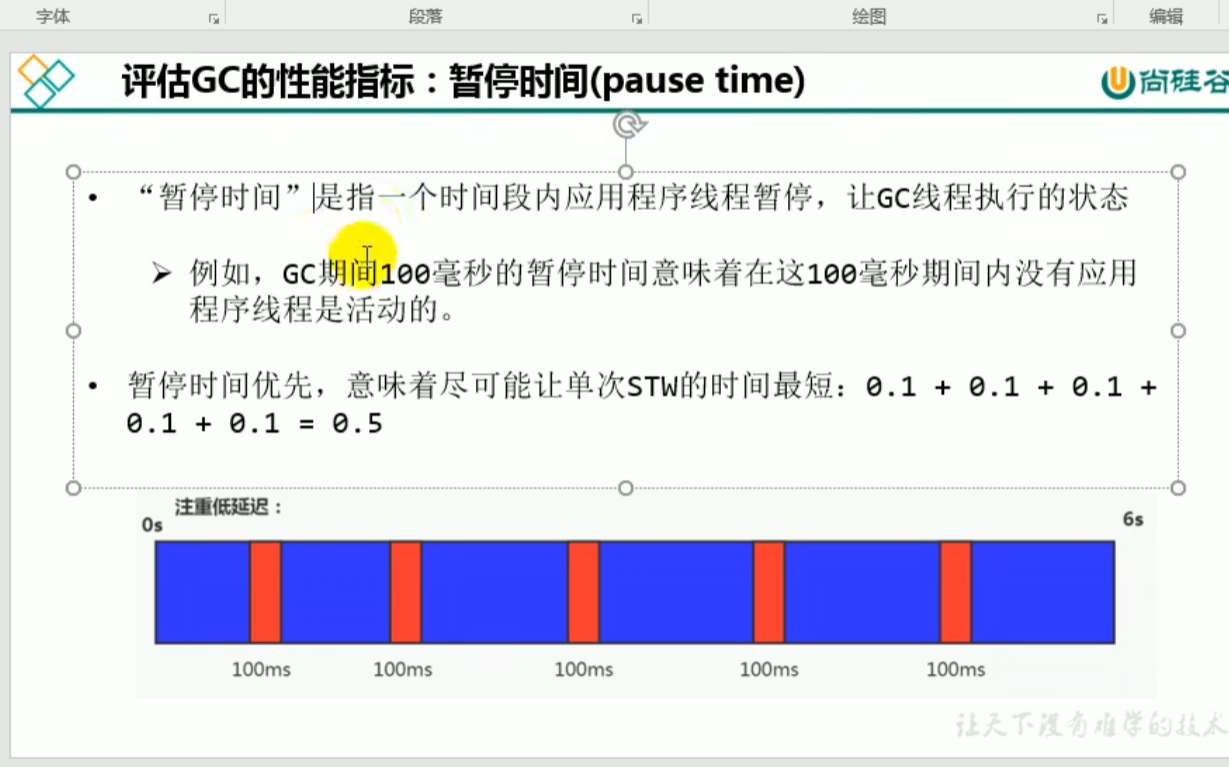 字体 段落 绘图 编辑
评估GC的性能指标：暂停时间(pause time)
尚硅谷
• “暂停时间”是指一个时间段内应用程序线程暂停，让GC线程执行的状态
➢ 例如，GC期间100毫秒的暂停时间意味着在这100毫秒期间内没有应用
程序线程是活动的。
• 暂停时间优先，意味着尽可能让单次STW的时间最短：0.1 + 0.1 + 0.1 +
0.1 + 0.1 = 0.5
注重低延迟：
0s 6s
100ms 100ms 100ms 100ms 100ms
让天下没有难学的技术